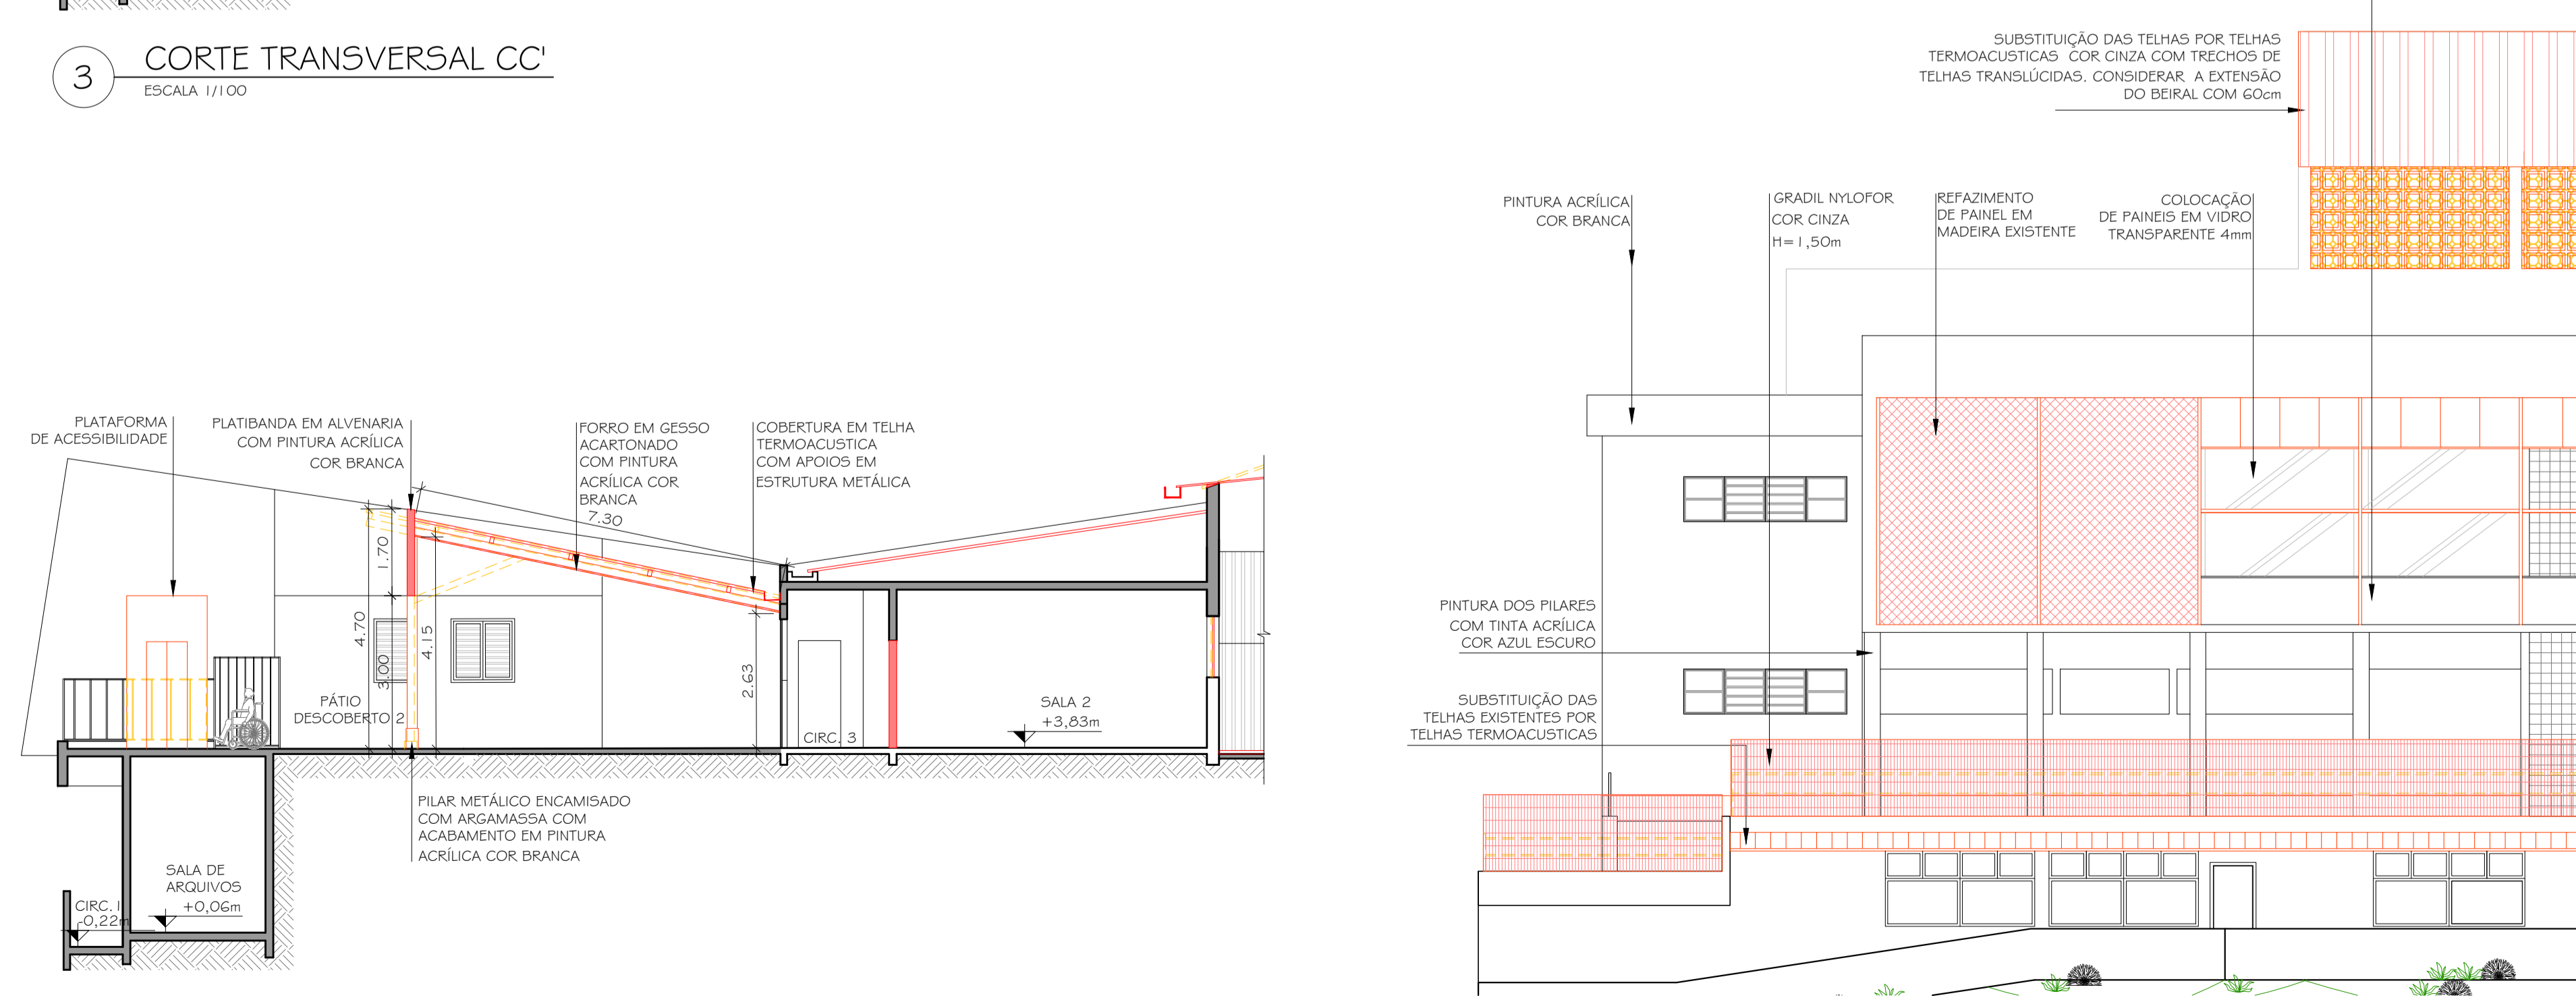 3
CORTE TRANSVERSAL CC'
ESCALA 1/100
PLATAFORMA
DE ACESSIBILIDADE
PLATIBANDA EM ALVENARIA
COM PINTURA ACRÍLICA
COR BRANCA
FORRO EM GESSO
ACARTONADO
COM PINTURA
ACRÍLICA COR
BRANCA
COBERTURA EM TELHA
TERMOACUSTICA
COM APOIOS EM
ESTRUTURA METÁLICA
7.30
1.70
4.70
3.00
4.15
2.63
PÁTIO
DESCOBERTO 2
CIRC. 3
SALA 2
+3,83m
PILAR METÁLICO ENCAMISADO
COM ARGAMASSA COM
ACABAMENTO EM PINTURA
ACRÍLICA COR BRANCA
SALA DE
ARQUIVOS
+0,06m
CIRC. 1
-0,22m
SUBSTITUIÇÃO DAS TELHAS POR TELHAS
TERMOACUSTICAS COR CINZA COM TRECHOS DE
TELHAS TRANSLÚCIDAS. CONSIDERAR A EXTENSÃO
DO BEIRAL COM 60cm
PINTURA ACRÍLICA
COR BRANCA
GRADIL NYLOFOR
COR CINZA
H=1,50m
REFAZIMENTO
DE PAINEL EM
MADEIRA EXISTENTE
COLOCAÇÃO
DE PAINEIS EM VIDRO
TRANSPARENTE 4mm
PINTURA DOS PILARES
COM TINTA ACRÍLICA
COR AZUL ESCURO
SUBSTITUIÇÃO DAS
TELHAS EXISTENTES POR
TELHAS TERMOACUSTICAS